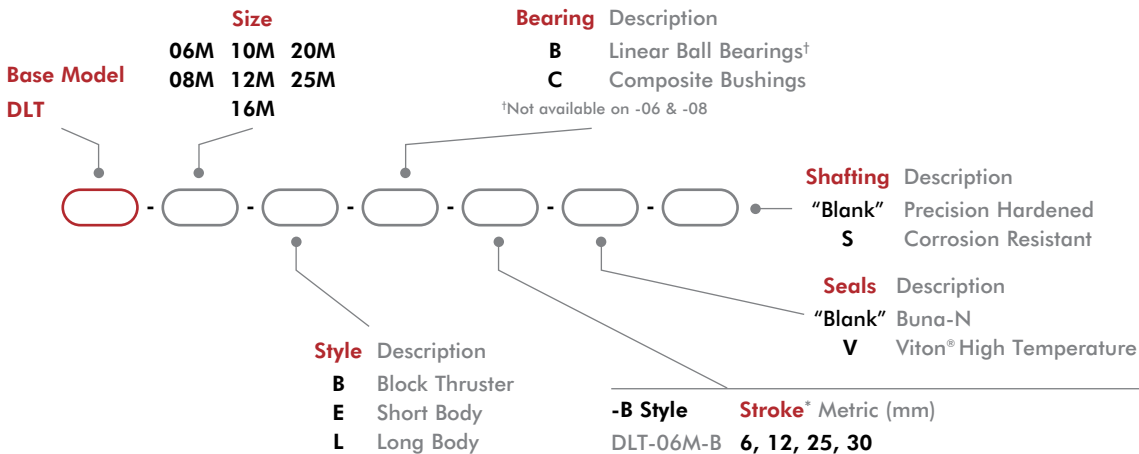 Size
06M 10M 20M
08M 12M 25M
16M
Base Model
DLT
Bearing Description
B Linear Ball Bearings†
C Composite Bushings
†Not available on -06 & -08
- - - - - -
Shafting Description
“Blank” Precision Hardened
S Corrosion Resistant
Seals Description
“Blank” Buna-N
V Viton® High Temperature
Style Description
B Block Thruster
E Short Body
L Long Body
-B Style Stroke* Metric (mm)
DLT-06M-B 6, 12, 25, 30